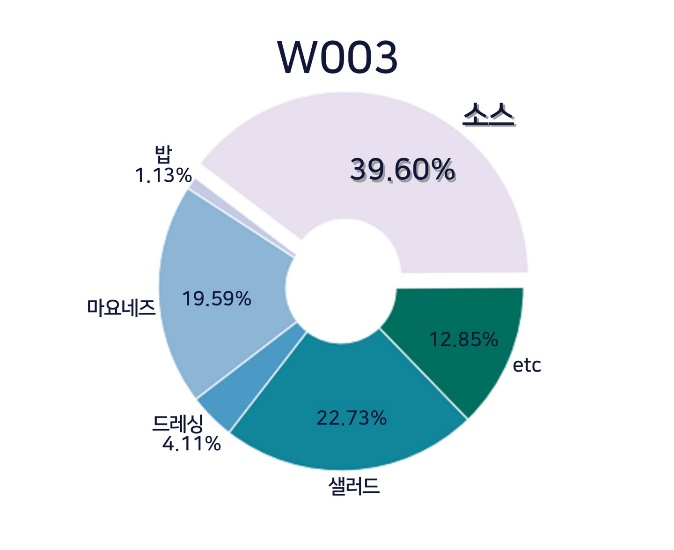 W003
소스
39.60%
밥
1.13%
19.59%
마요네즈
12.85%
etc
드레싱
4.11%
22.73%
샐러드